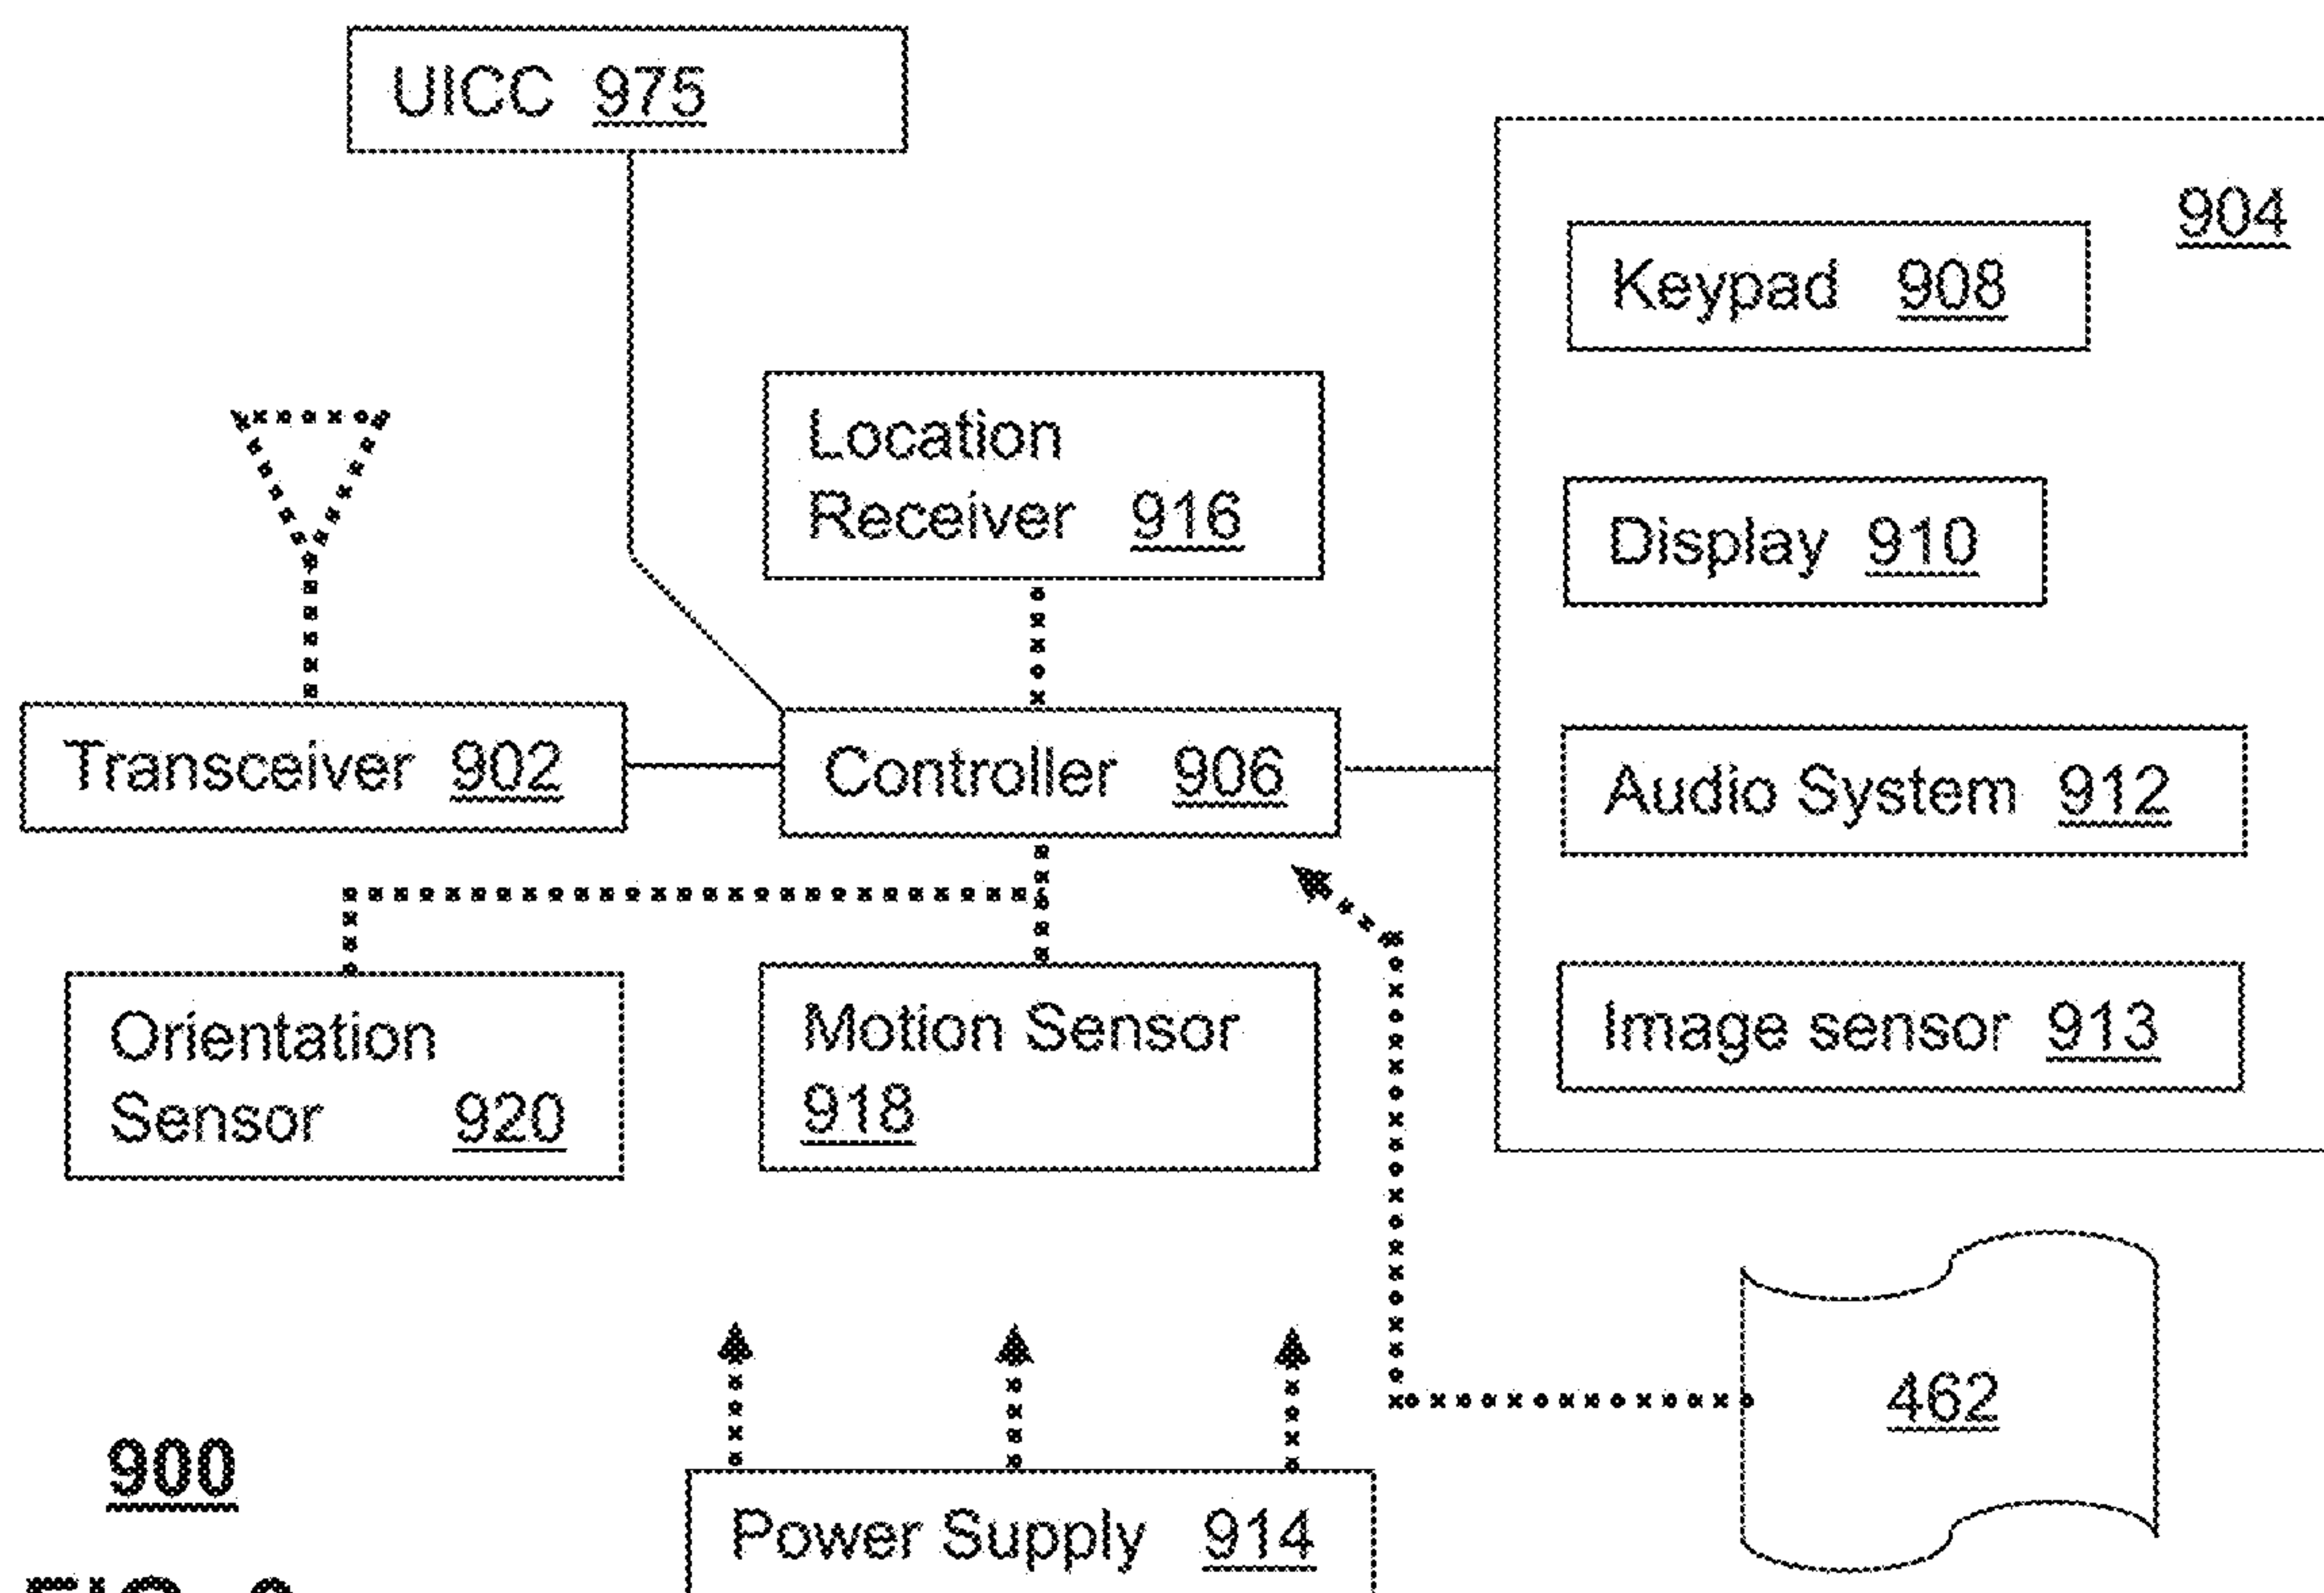 UICC 975
904
Keypad 908
Location
Receiver 916
Display 910
Transceiver 902
Controller 906
Audio System 912
Orientation
Sensor 920
Motion Sensor
918
Image sensor 913
462
900
Power Supply 914